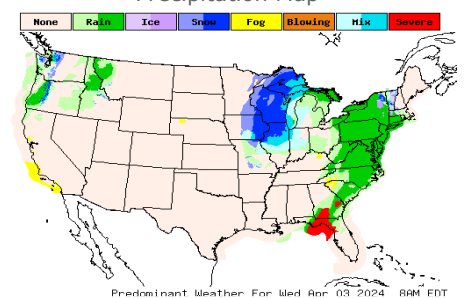 Precipitation Map
None Rain Ice Snow Fog Blowing Mix Severe
Predominant Weather For Wed Apr 03 2024 8AM EDT